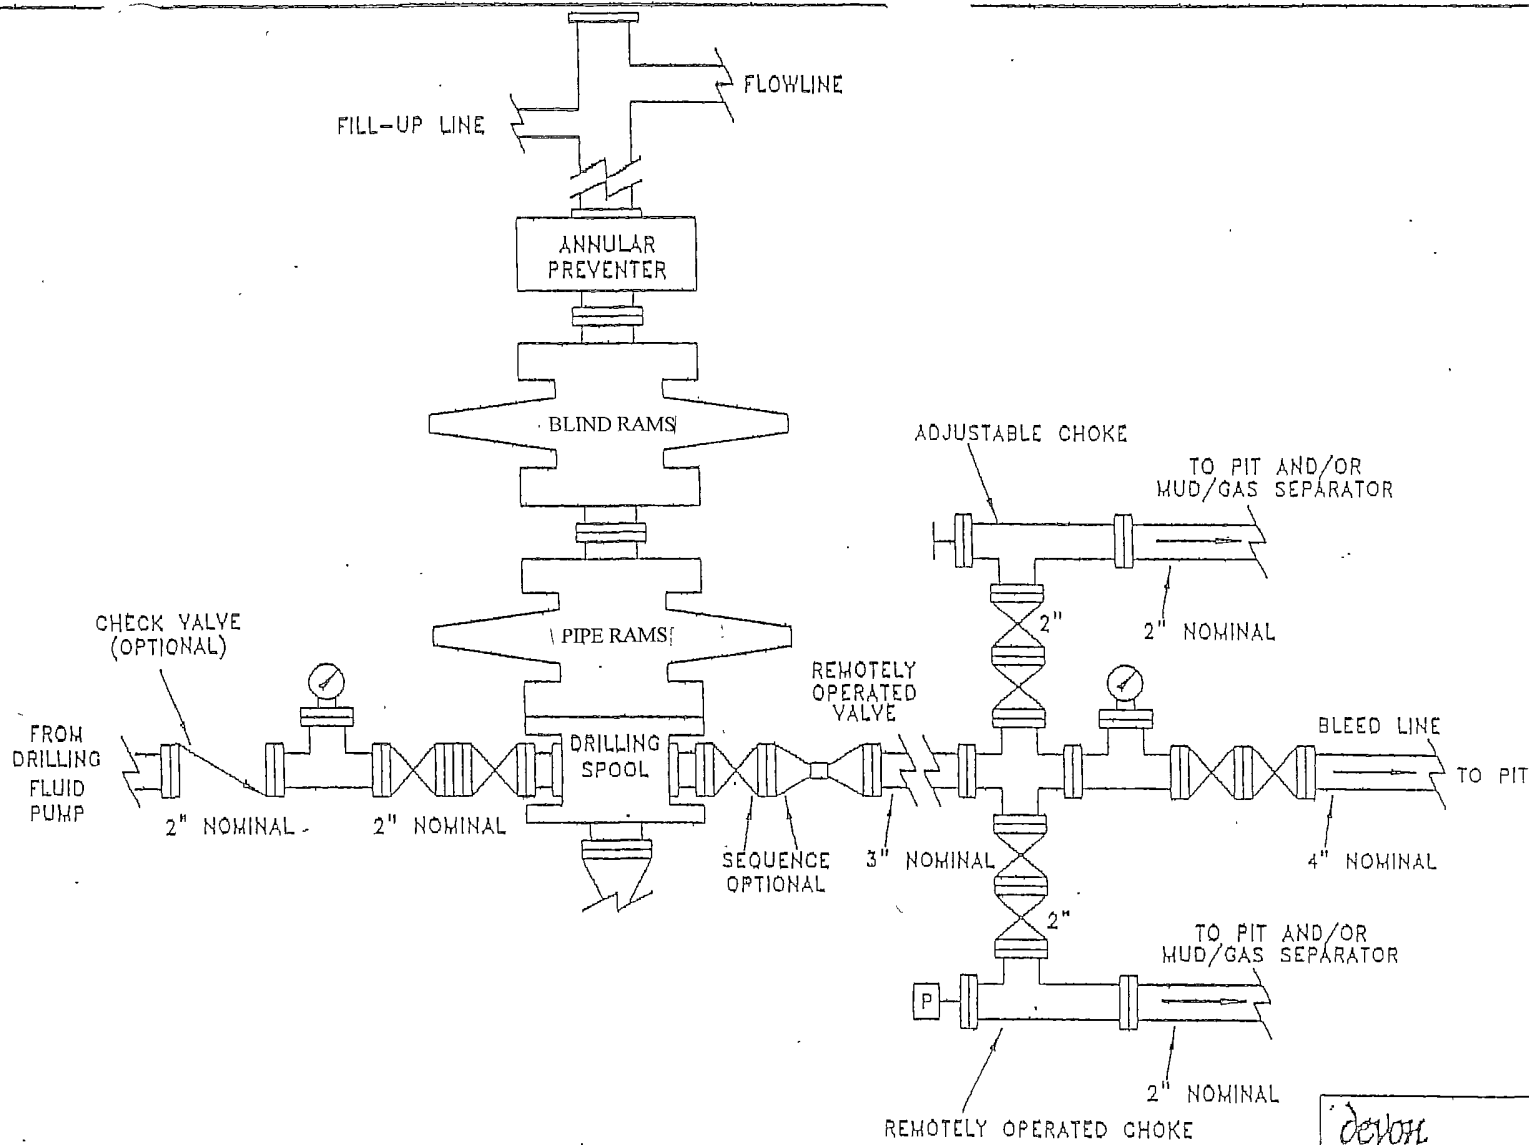 FLOWLINE
FILL-UP LINE
ANNULAR
PREVENTER
BLIND RAMS
ADJUSTABLE CHOKE
TO PIT AND/OR
MUD/GAS SEPARATOR
2"
2" NOMINAL
CHECK VALVE
(OPTIONAL)
PIPE RAMS
REMOTELY
OPERATED
VALVE
FROM
DRILLING
FLUID
PUMP
DRILLING
SPOOL
BLEED LINE
TO PIT
2" NOMINAL
2" NOMINAL
SEQUENCE
OPTIONAL
3" NOMINAL
4" NOMINAL
2"
TO PIT AND/OR
MUD/GAS SEPARATOR
P
2" NOMINAL
REMOTELY OPERATED CHOKE
devon